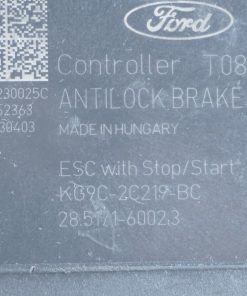 Ford
230025C
Controller T08
52363
ANTILOCK BRAKE
30403
MADE IN HUNGARY
ESC with Stop/Start
KG9C-2C219-BC
28.5171-6002.3